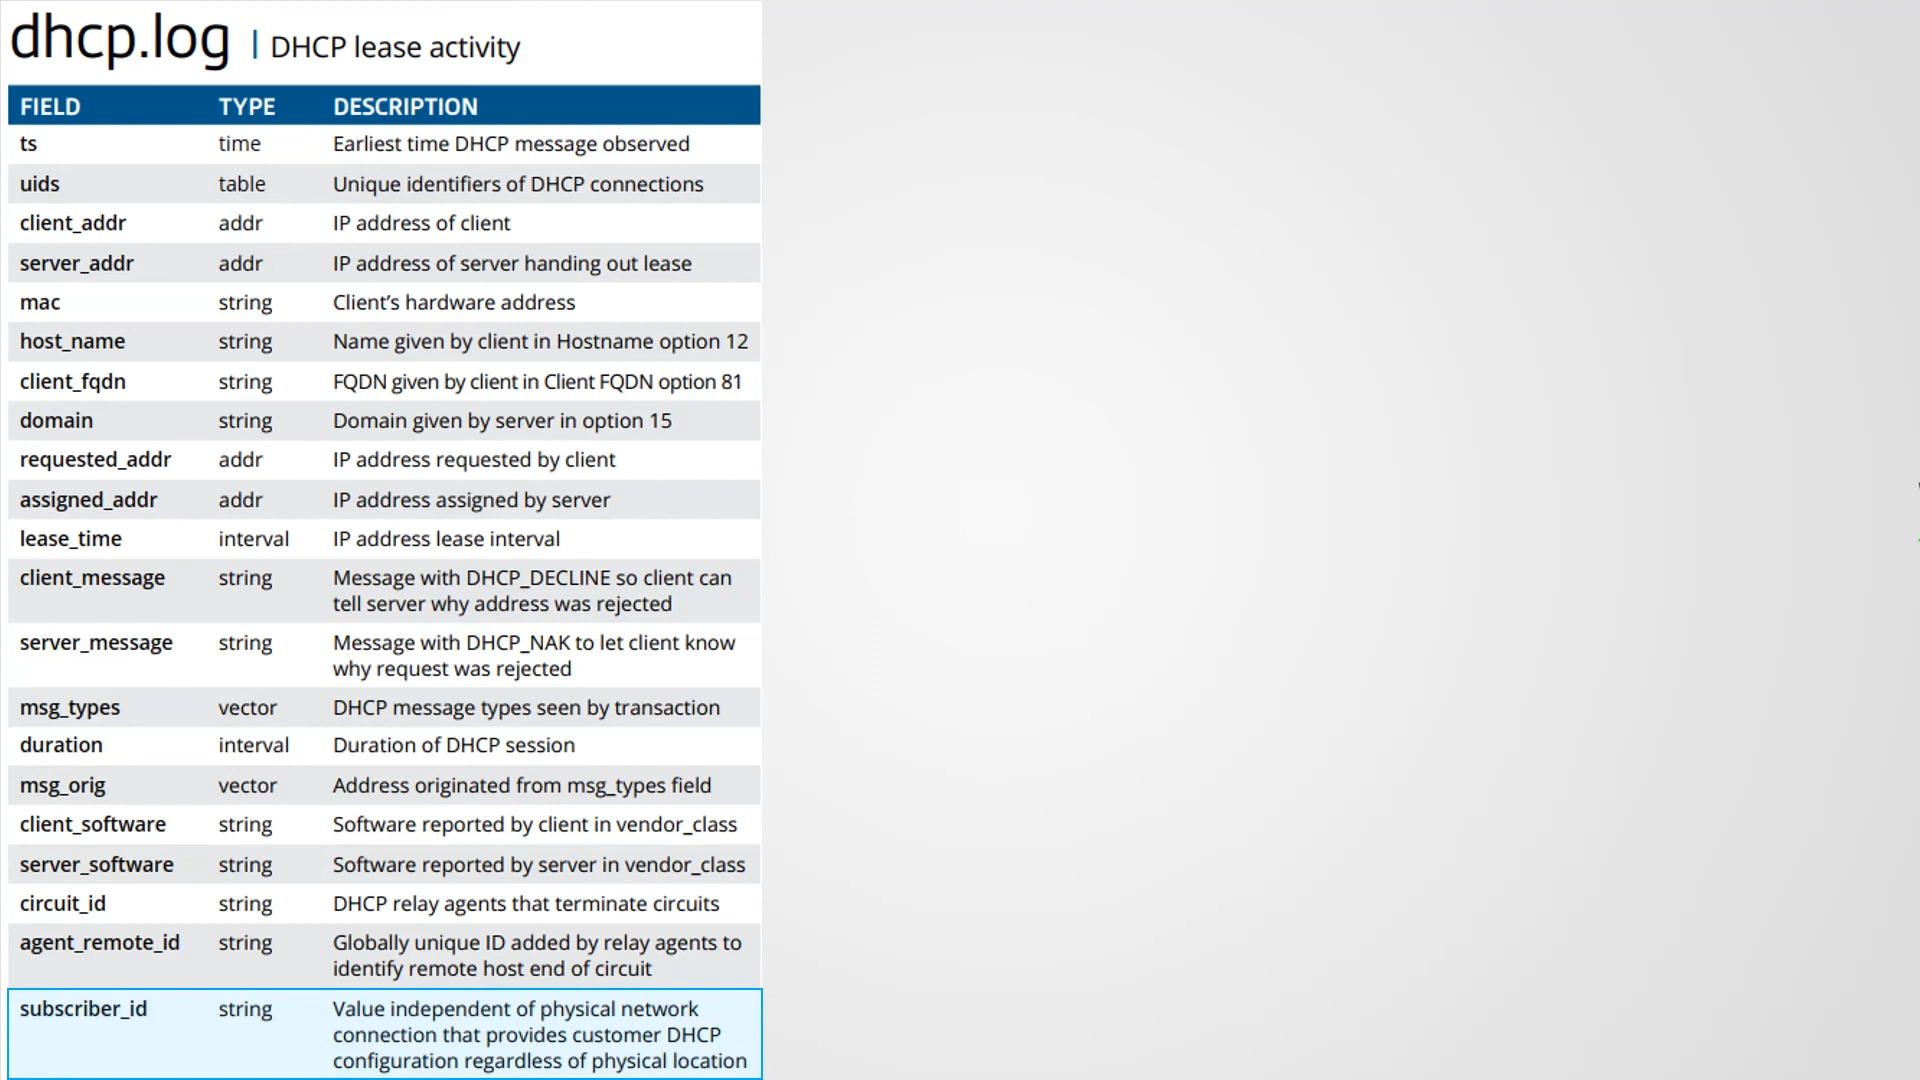 dhcp.log | DHCP lease activity
FIELD TYPE DESCRIPTION
ts time Earliest time DHCP message observed
uids table Unique identifiers of DHCP connections
client_addr addr IP address of client
server_addr addr IP address of server handing out lease
mac string Client’s hardware address
host_name string Name given by client in Hostname option 12
client_fqdn string FQDN given by client in Client FQDN option 81
domain string Domain given by server in option 15
requested_addr addr IP address requested by client
assigned_addr addr IP address assigned by server
lease_time interval IP address lease interval
client_message string Message with DHCP_DECLINE so client can
tell server why address was rejected
server_message string Message with DHCP_NAK to let client know
why request was rejected
msg_types vector DHCP message types seen by transaction
duration interval Duration of DHCP session
msg_orig vector Address originated from msg_types field
client_software string Software reported by client in vendor_class
server_software string Software reported by server in vendor_class
circuit_id string DHCP relay agents that terminate circuits
agent_remote_id string Globally unique ID added by relay agents to
identify remote host end of circuit
subscriber_id string Value independent of physical network
connection that provides customer DHCP
configuration regardless of physical location